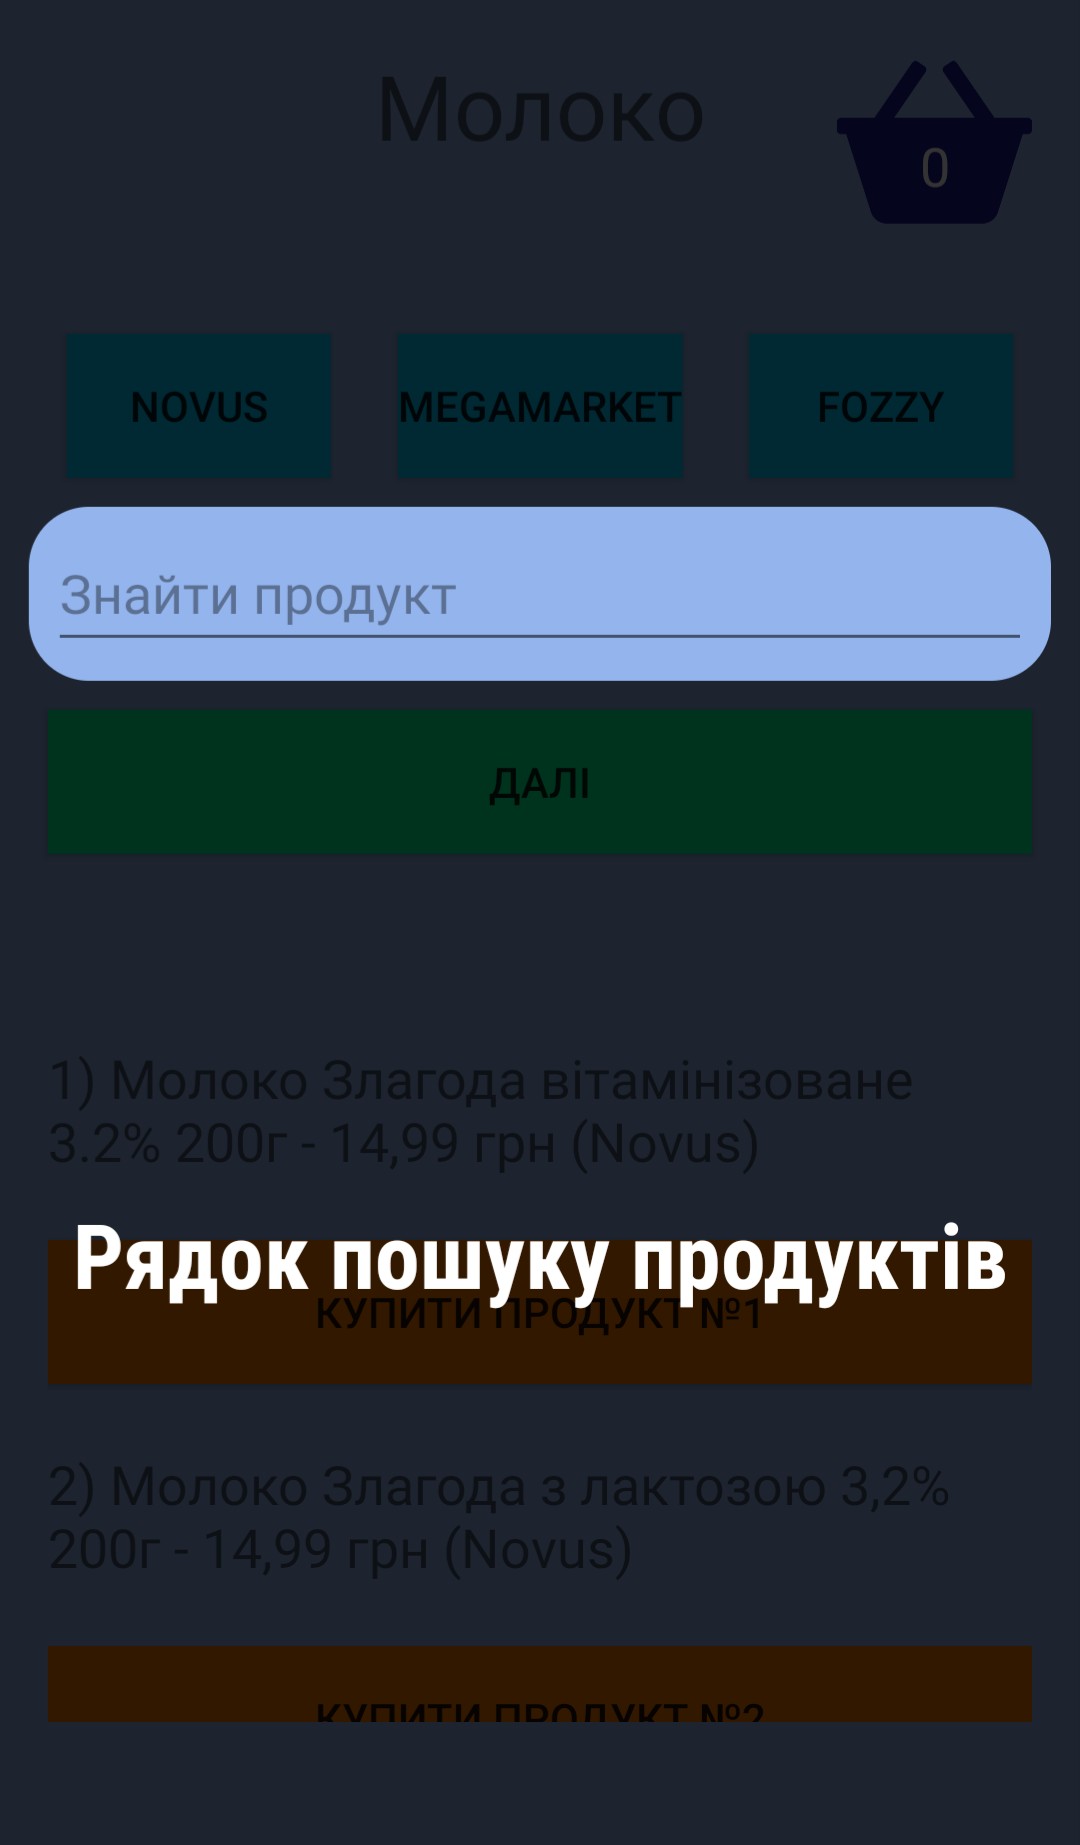 Молоко
0
NOVUS
MEGAMARKET
FOZZY
Знайти продукт
ДАЛІ
1) Молоко Злагода вітамінізоване
3.2% 200г - 14,99 грн (Novus)
Рядок пошуку продуктів
КУПИТИ ПРОДУКТ №1
2) Молоко Злагода з лактозою 3,2%
200г - 14,99 грн (Novus)
КУПИТИ ПРОДУКТ №2